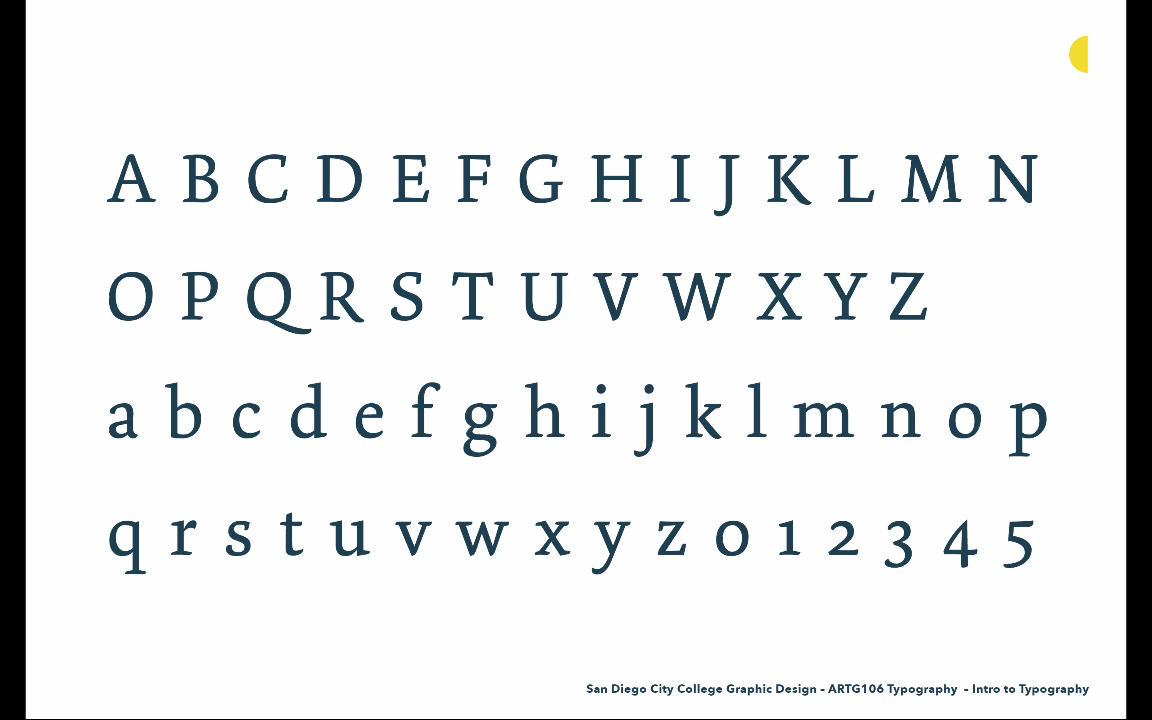 A B C D E F G H I J K L M N
O P Q R S T U V W X Y Z
a b c d e f g h i j k l m n o p
q r s t u v w x y z 0 1 2 3 4 5
San Diego City College Graphic Design – ARTG106 Typography – Intro to Typography